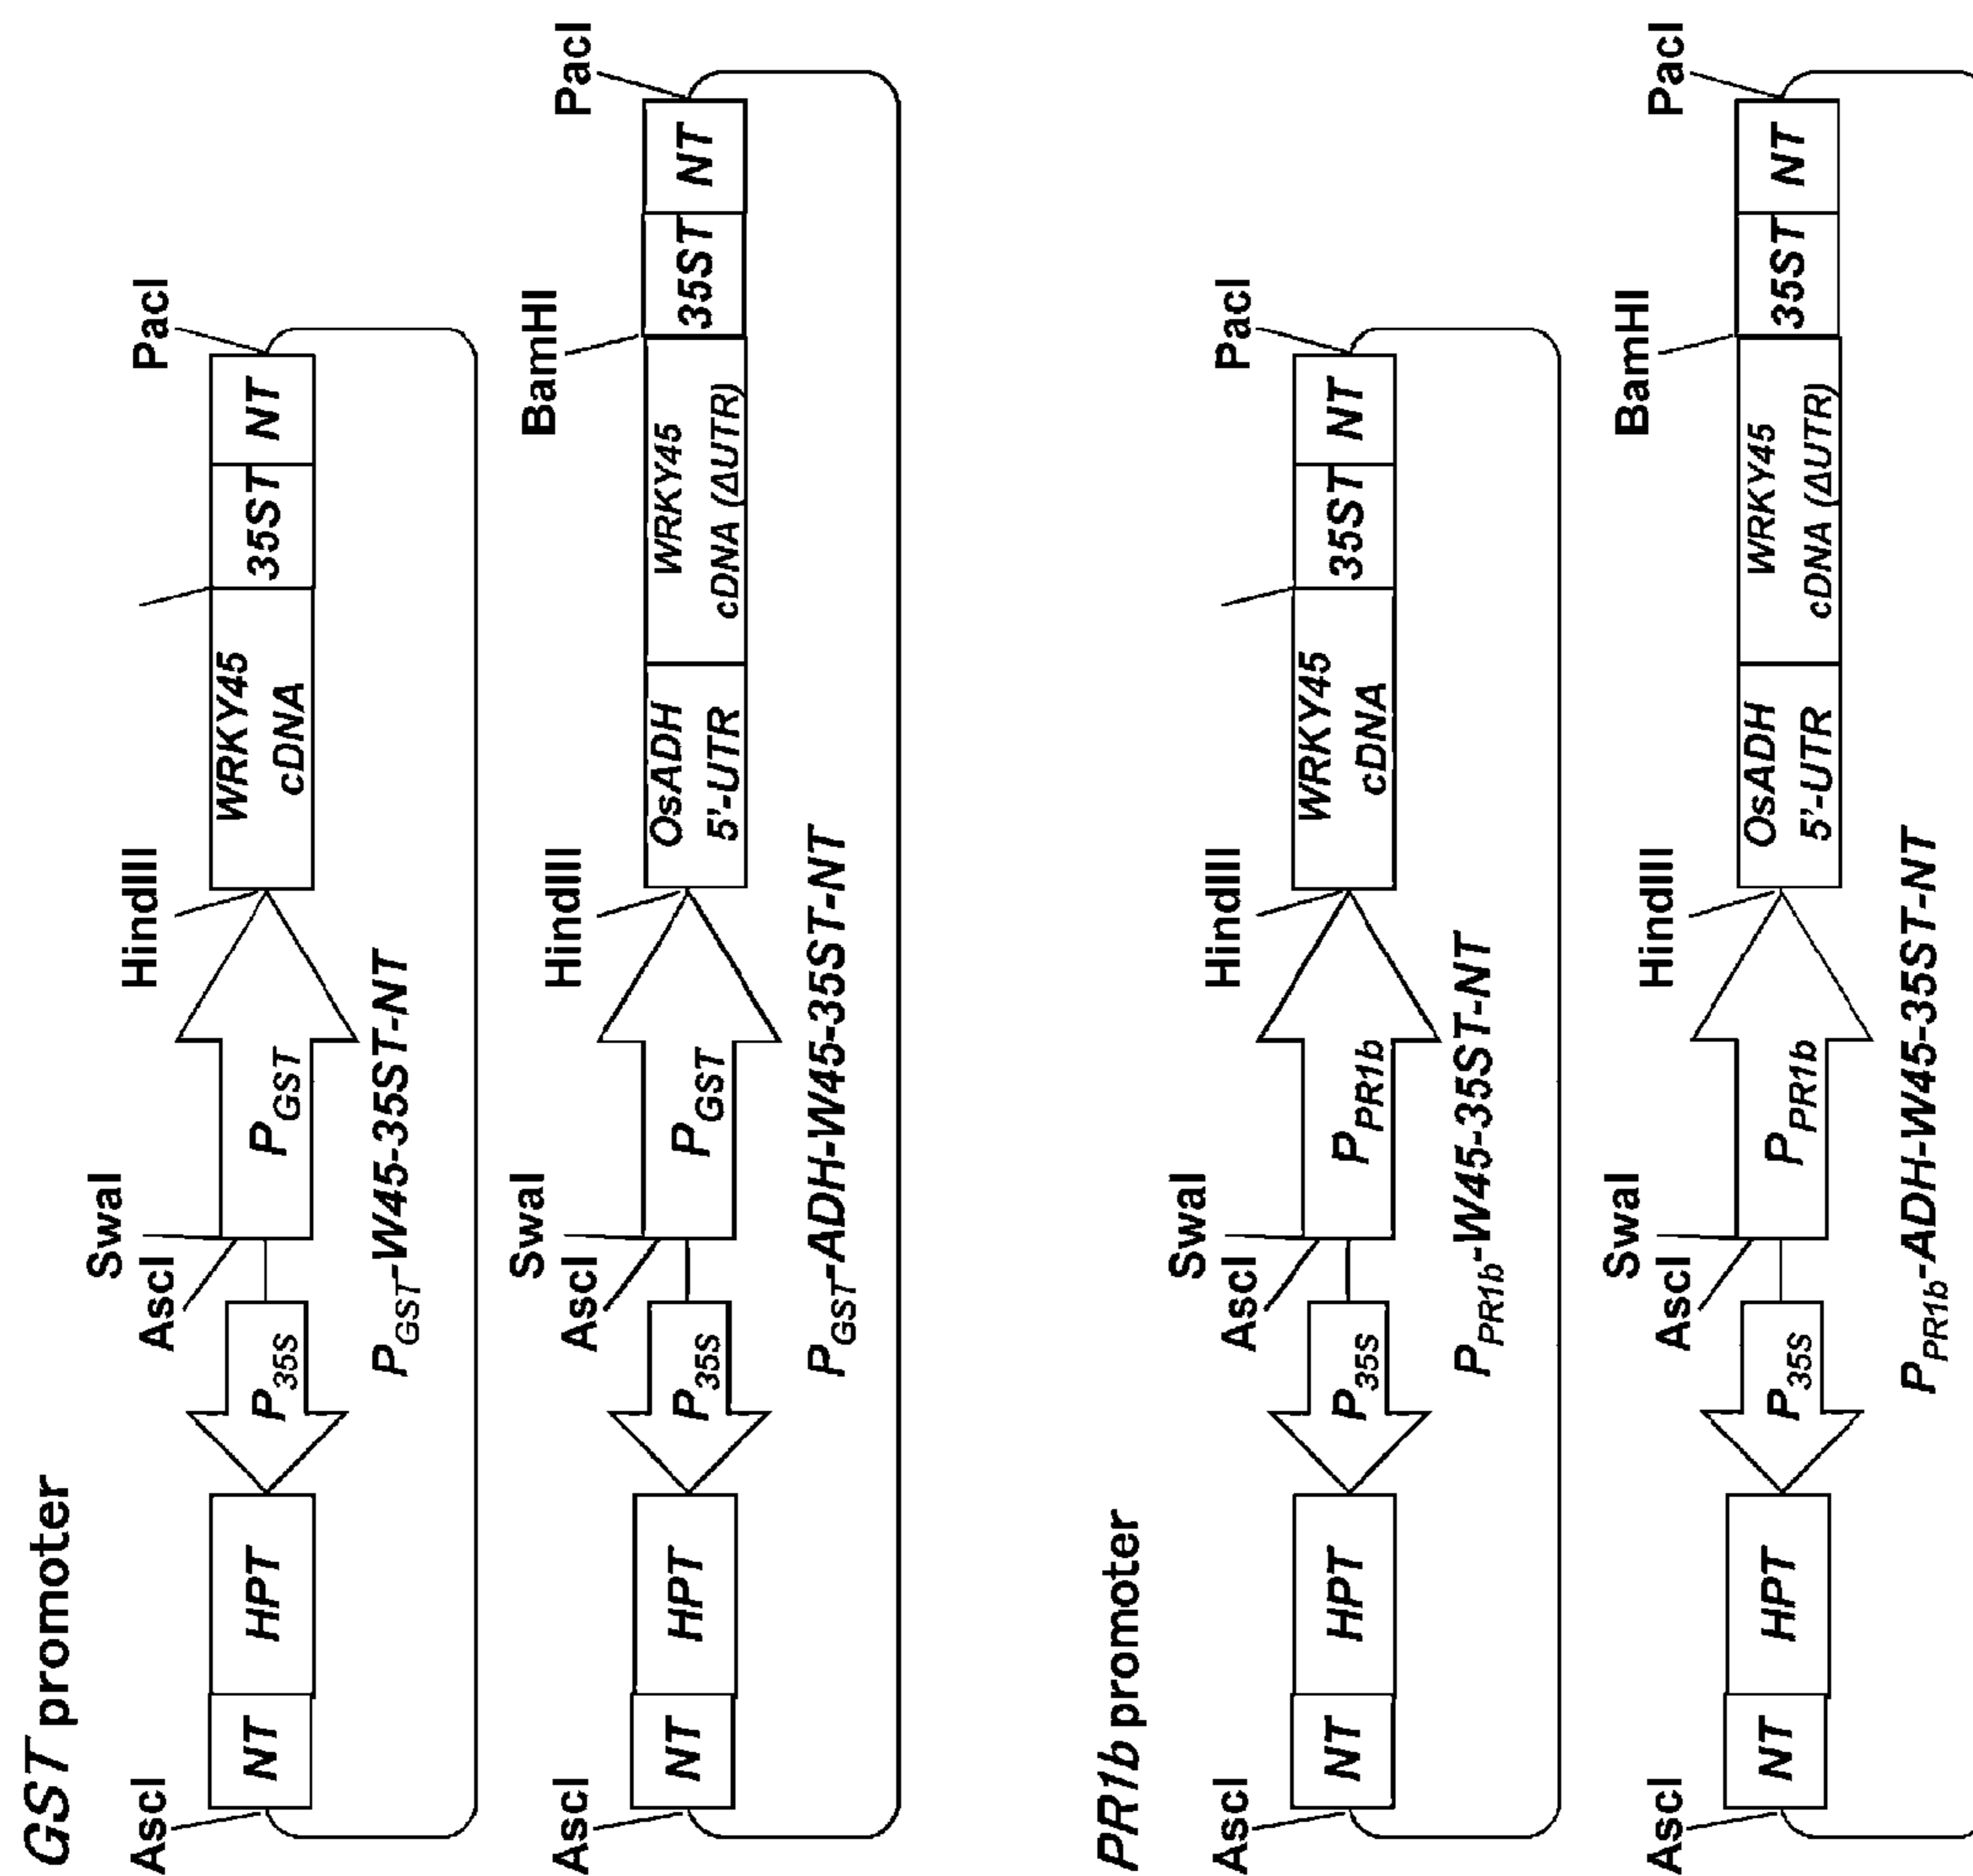 GST promoter
AscI
NT
HPT
P35S
AscI
SwaI
PGST
HindIII
WRKY45
cDNA
35ST
NT
PacI
PGST-W45-35ST-NT
AscI
NT
HPT
P35S
AscI
SwaI
PGST
HindIII
OsADH
5'-UTR
WRKY45
cDNA (ΔUTR)
BamHI
35ST
NT
PacI
PGST-ADH-W45-35ST-NT
PR1b promoter
AscI
NT
HPT
P35S
AscI
SwaI
PPR1b
HindIII
WRKY45
cDNA
35ST
NT
PacI
PPR1b-W45-35ST-NT
AscI
NT
HPT
P35S
AscI
SwaI
PPR1b
HindIII
OsADH
5'-UTR
WRKY45
cDNA (ΔUTR)
BamHI
35ST
NT
PacI
PPR1b-ADH-W45-35ST-NT